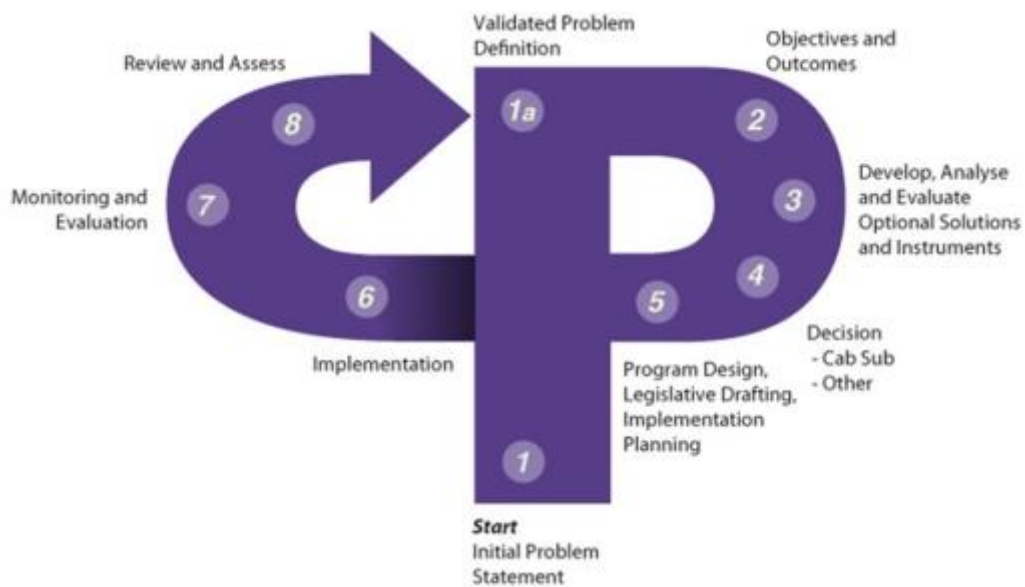 Start
Initial Problem
Statement
1
Validated Problem
Definition
1a
Objectives and
Outcomes
2
Develop, Analyse
and Evaluate
Optional Solutions
and Instruments
3
Decision
- Cab Sub
- Other
4
Program Design,
Legislative Drafting,
Implementation
Planning
5
Implementation
6
Monitoring and
Evaluation
7
Review and Assess
8